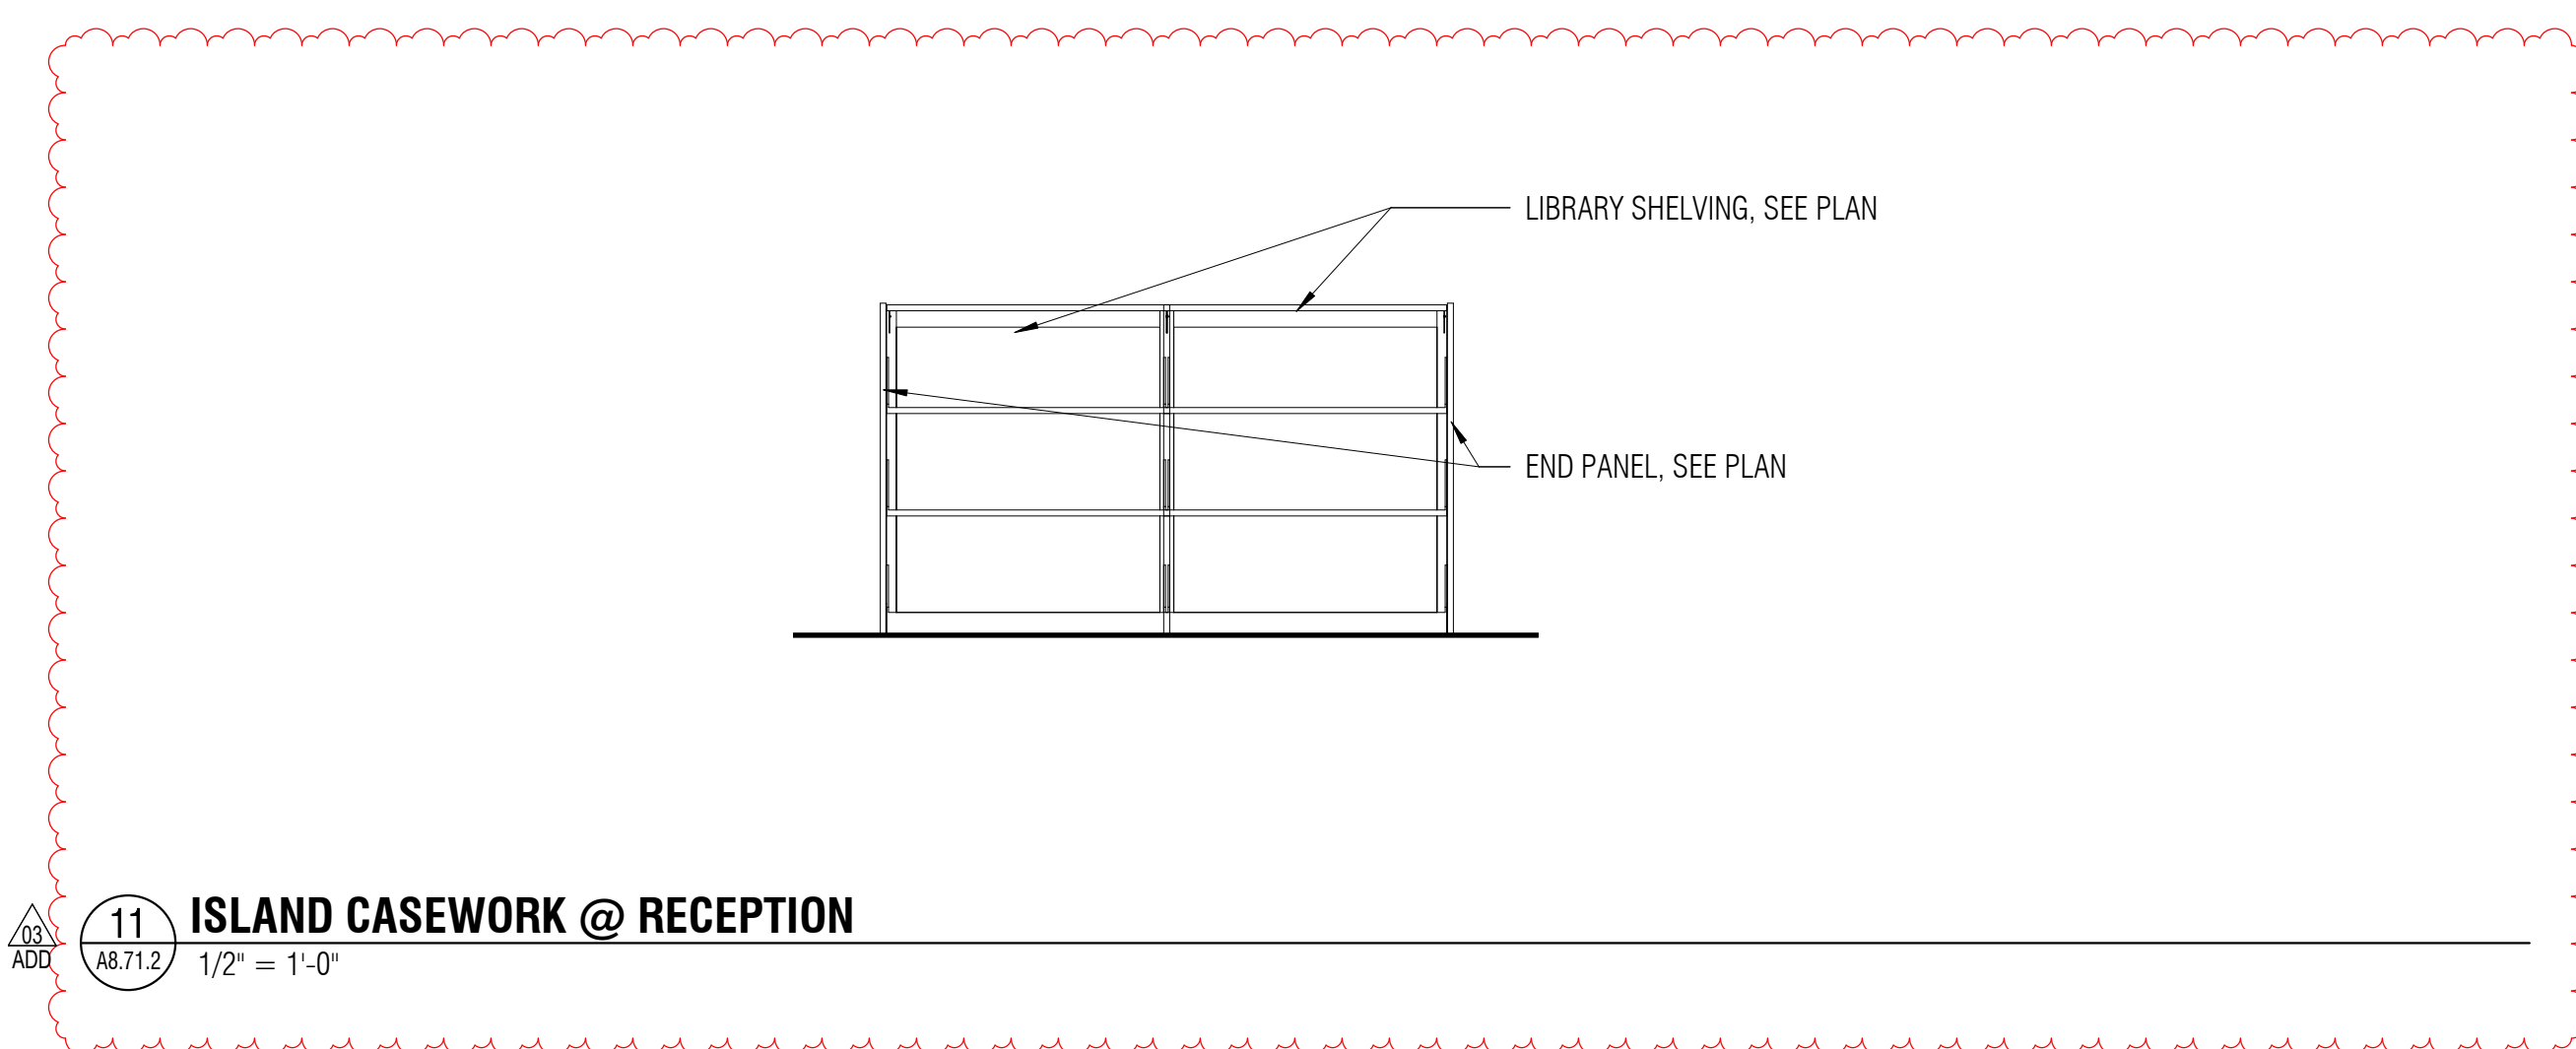 LIBRARY SHELVING, SEE PLAN
END PANEL, SEE PLAN
03
ADD
11
A8.71.2
ISLAND CASEWORK @ RECEPTION
1/2" = 1'-0"